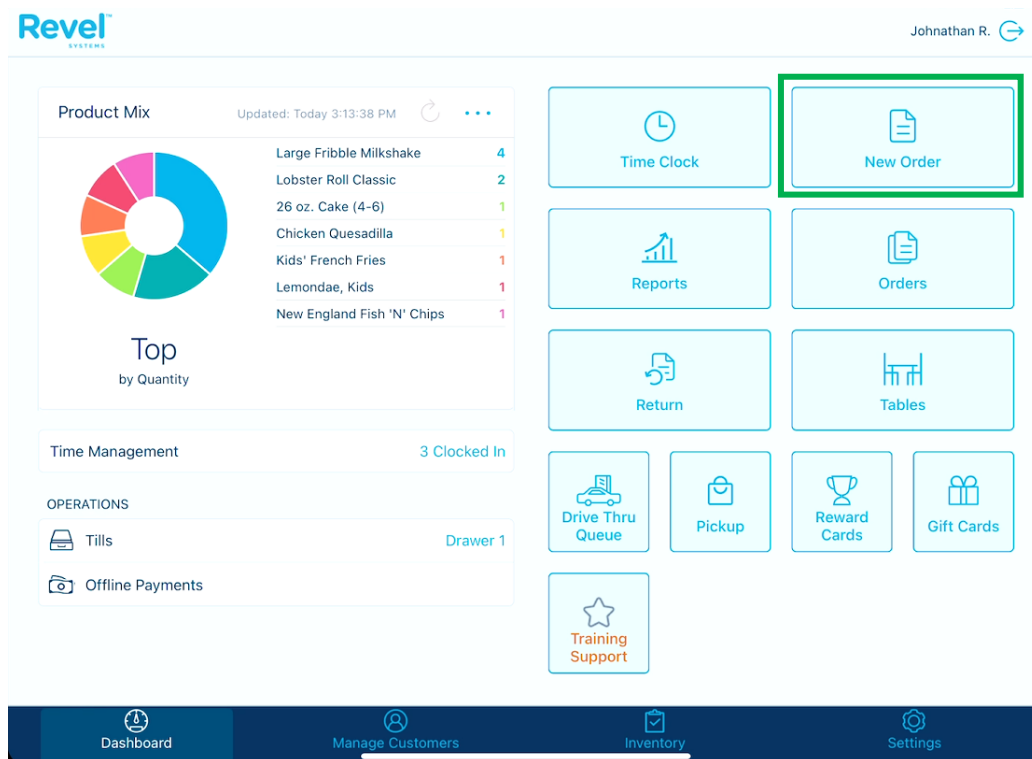 Revel™
SYSTEMS
Johnathan R.
Product Mix
Updated: Today 3:13:38 PM
Large Fribble Milkshake 4
Lobster Roll Classic 2
26 oz. Cake (4-6) 1
Chicken Quesadilla 1
Kids' French Fries 1
Lemondae, Kids 1
New England Fish 'N' Chips 1
Top
by Quantity
Time Management 3 Clocked In
OPERATIONS
Tills Drawer 1
Offline Payments
Time Clock
New Order
Reports
Orders
Return
Tables
Drive Thru
Queue
Pickup
Reward
Cards
Gift Cards
Training
Support
Dashboard
Manage Customers
Inventory
Settings